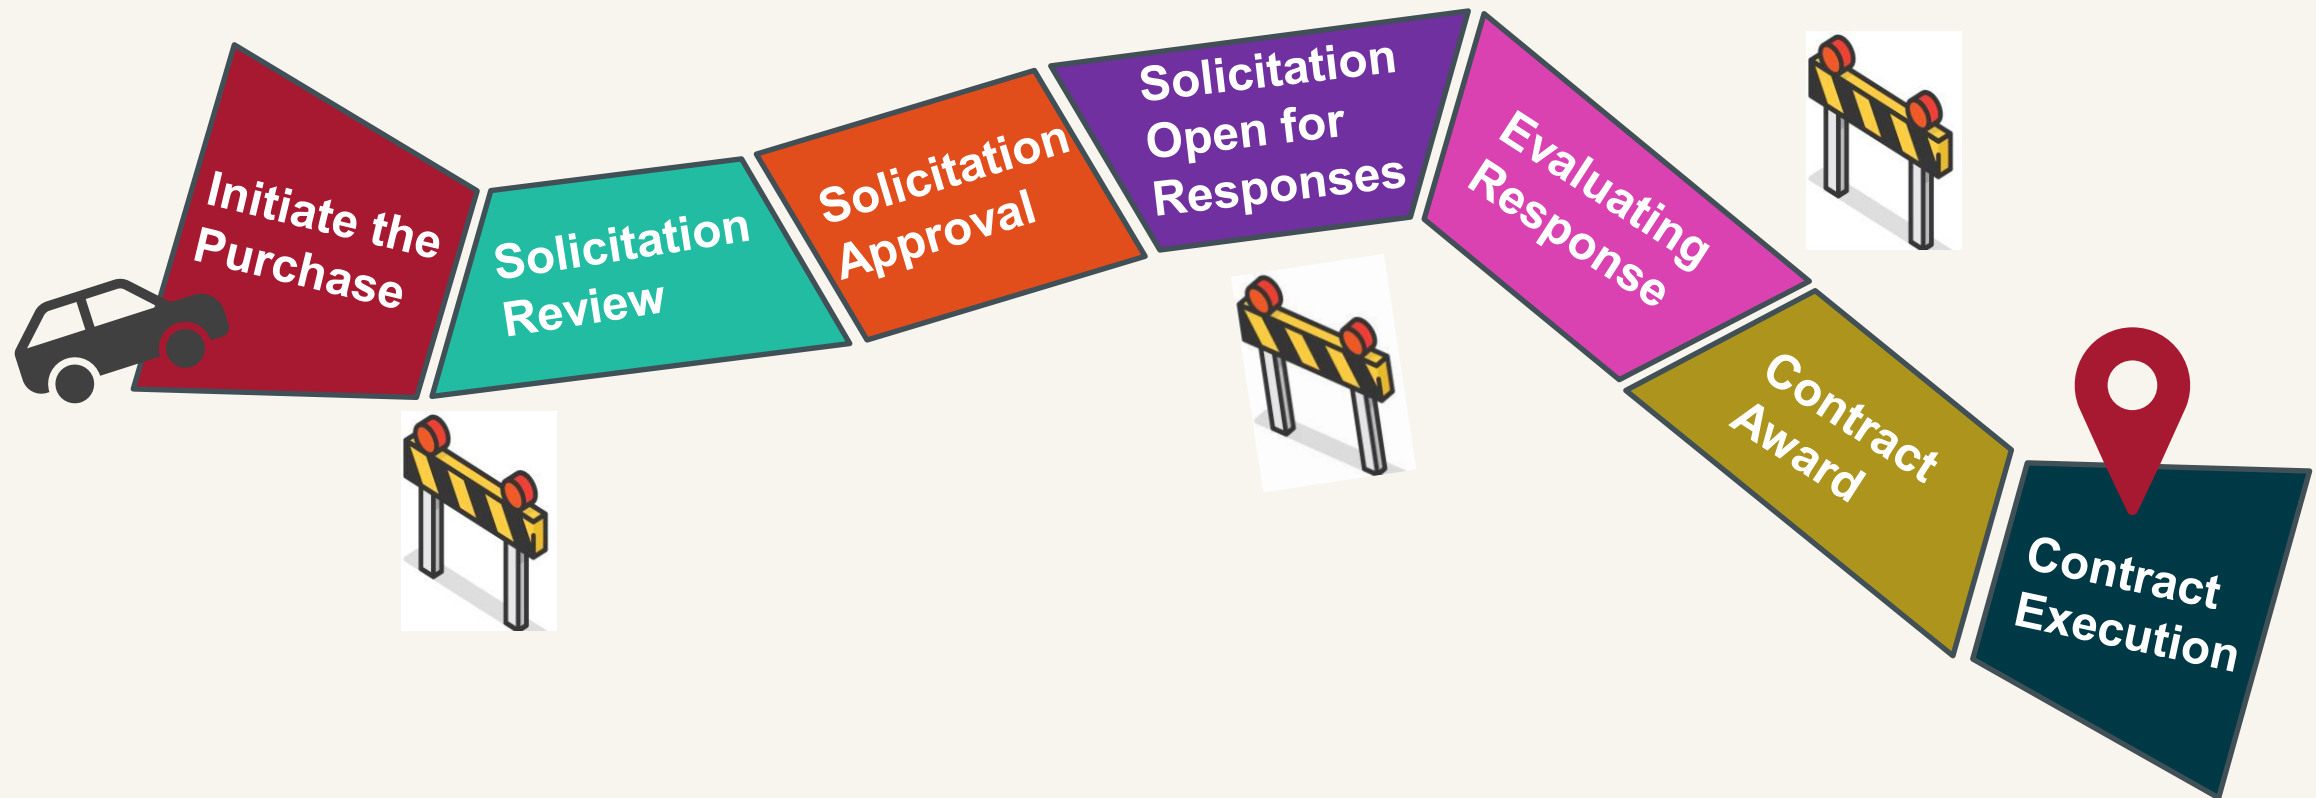 Initiate the
Purchase
Solicitation
Review
Solicitation
Approval
Solicitation
Open for
Responses
Evaluating
Response
Contract
Award
Contract
Execution